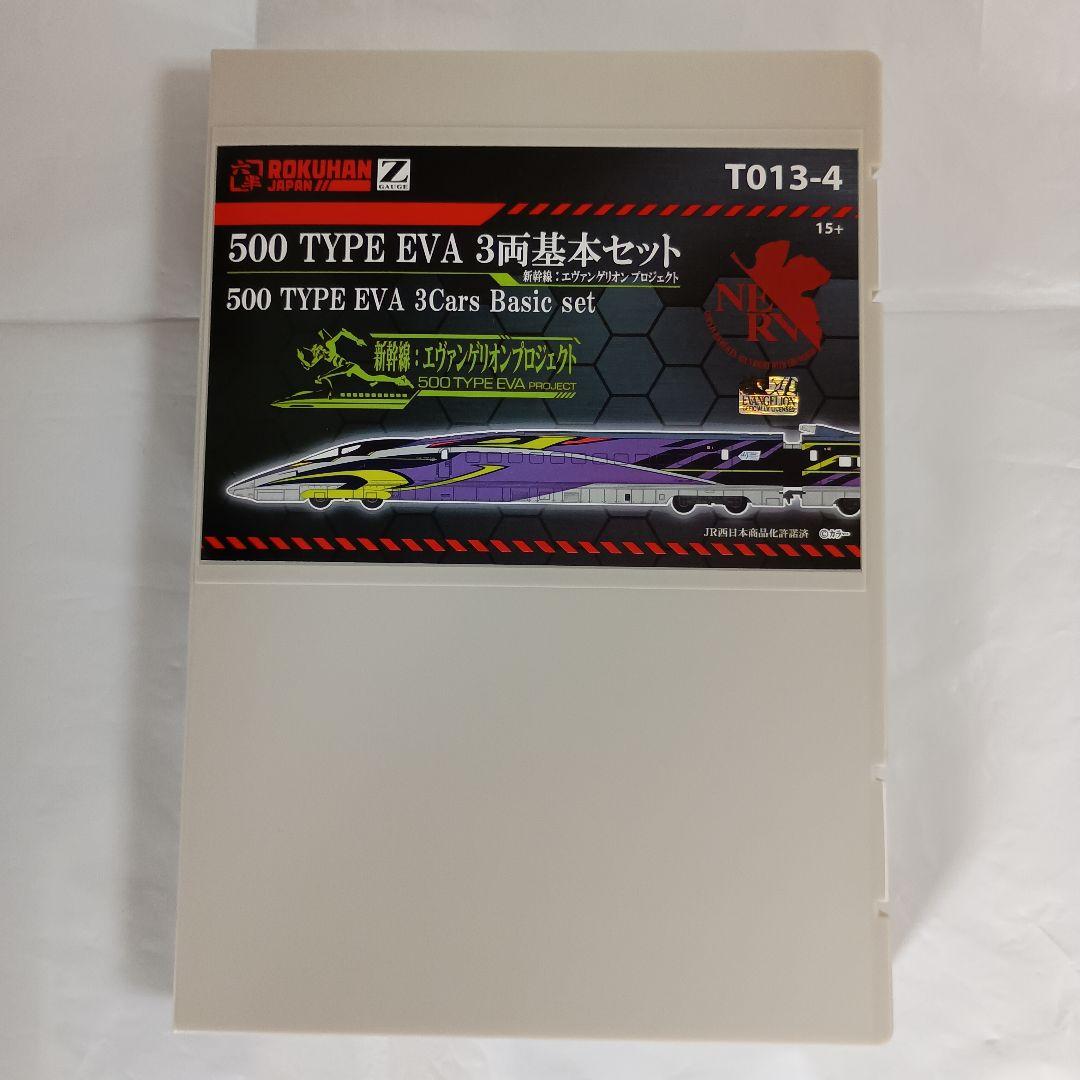 六半 ROKUHAN
JAPAN
Z
GAUGE
T013-4
15+
500 TYPE EVA 3両基本セット
新幹線：エヴァンゲリオン プロジェクト
500 TYPE EVA 3Cars Basic set
NERV
新幹線：エヴァンゲリオンプロジェクト
500 TYPE EVA PROJECT
EVANGELION
OFFICIALLY LICENSED
JR西日本商品化許諾済
©カラー